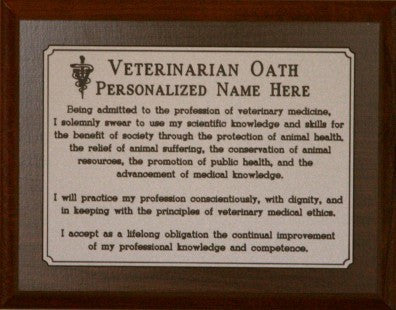 VETERINARIAN OATH
PERSONALIZED NAME HERE
Being admitted to the profession of veterinary medicine,
I solemnly swear to use my scientific knowledge and skills for
the benefit of society through the protection of animal health,
the relief of animal suffering, the conservation of animal
resources, the promotion of public health, and the
advancement of medical knowledge.
I will practice my profession conscientiously, with dignity, and
in keeping with the principles of veterinary medical ethics.
I accept as a lifelong obligation the continual improvement
of my professional knowledge and competence.